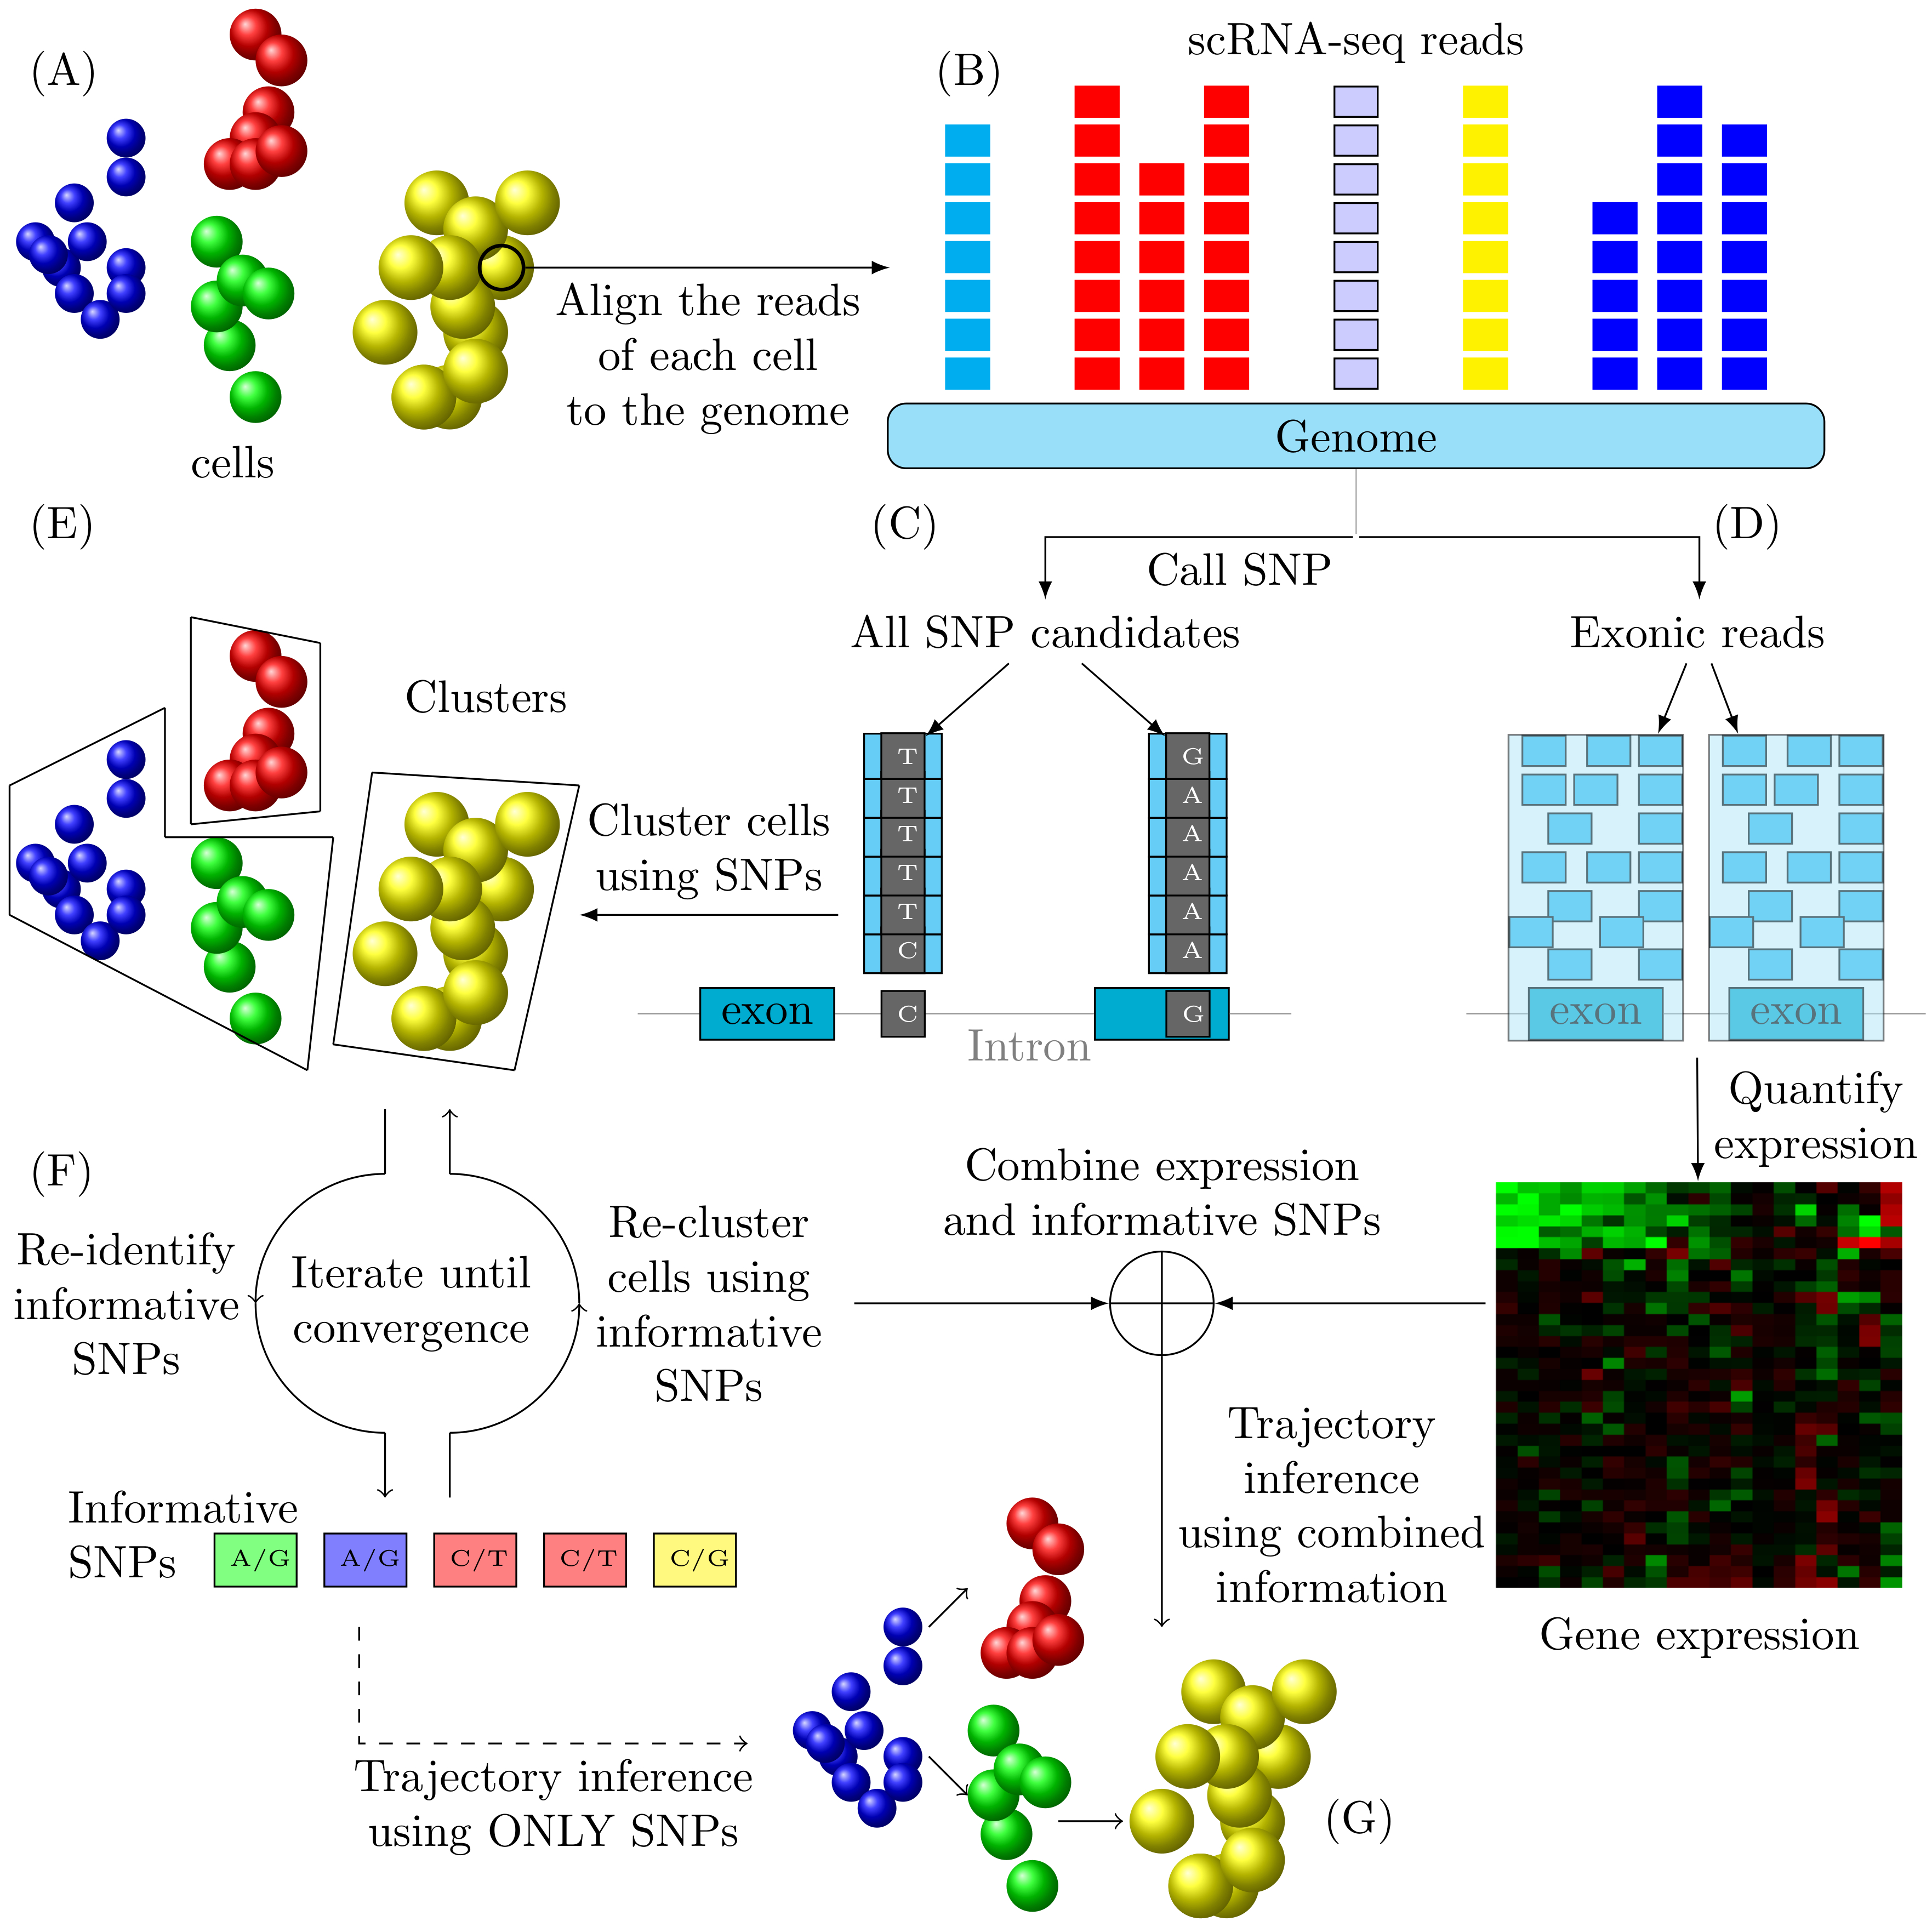 (A)
cells
Align the reads
of each cell
to the genome
(B)
scRNA-seq reads
Genome
(C)
Call SNP
All SNP candidates
T
T
T
T
T
C
C
G
A
A
A
A
A
G
exon
Intron
(D)
Exonic reads
exon
exon
Quantify
expression
Gene expression
(E)
Clusters
Cluster cells
using SNPs
(F)
Re-identify
informative
SNPs
Iterate until
convergence
Re-cluster
cells using
informative
SNPs
Informative
SNPs
A/G
A/G
C/T
C/T
C/G
Combine expression
and informative SNPs
Trajectory
inference
using combined
information
Trajectory inference
using ONLY SNPs
(G)